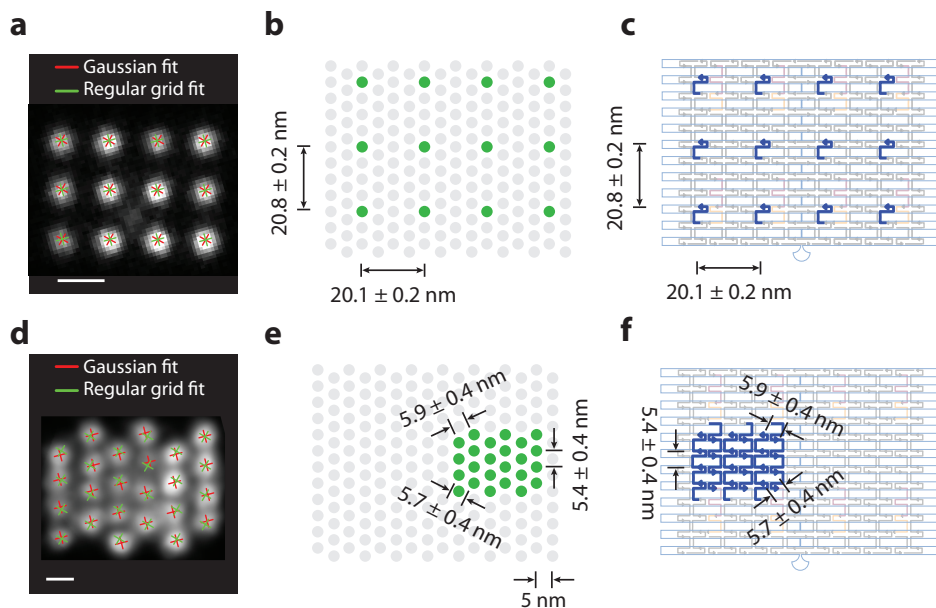 a
Gaussian fit
Regular grid fit
b
20.8 ± 0.2 nm
20.1 ± 0.2 nm
c
20.8 ± 0.2 nm
20.1 ± 0.2 nm
d
Gaussian fit
Regular grid fit
e
5.9 ± 0.4 nm
5.4 ± 0.4 nm
5.7 ± 0.4 nm
5 nm
f
5.9 ± 0.4 nm
5.4 ± 0.4 nm
5.7 ± 0.4 nm